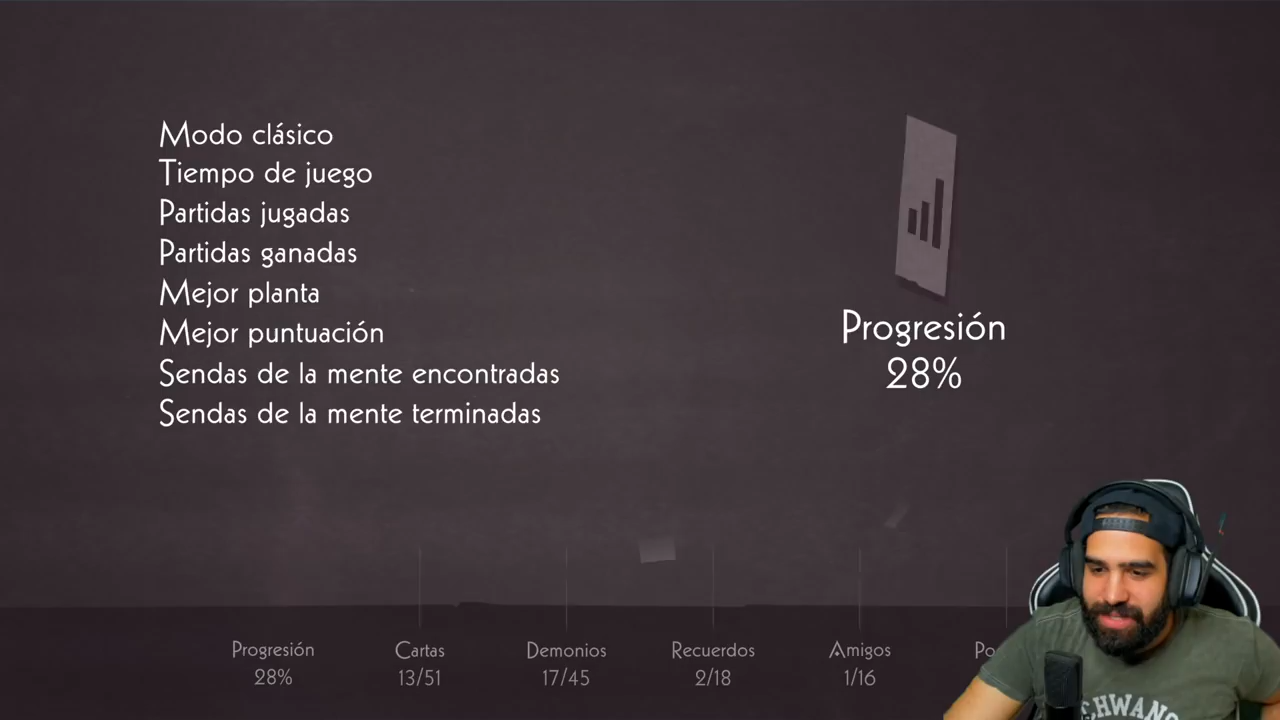 Modo clásico
Tiempo de juego
Partidas jugadas
Partidas ganadas
Mejor planta
Mejor puntuación
Sendas de la mente encontradas
Sendas de la mente terminadas
Progresión
28%
Progresión
28%
Cartas
13/51
Demonios
17/45
Recuerdos
2/18
Amigos
1/16